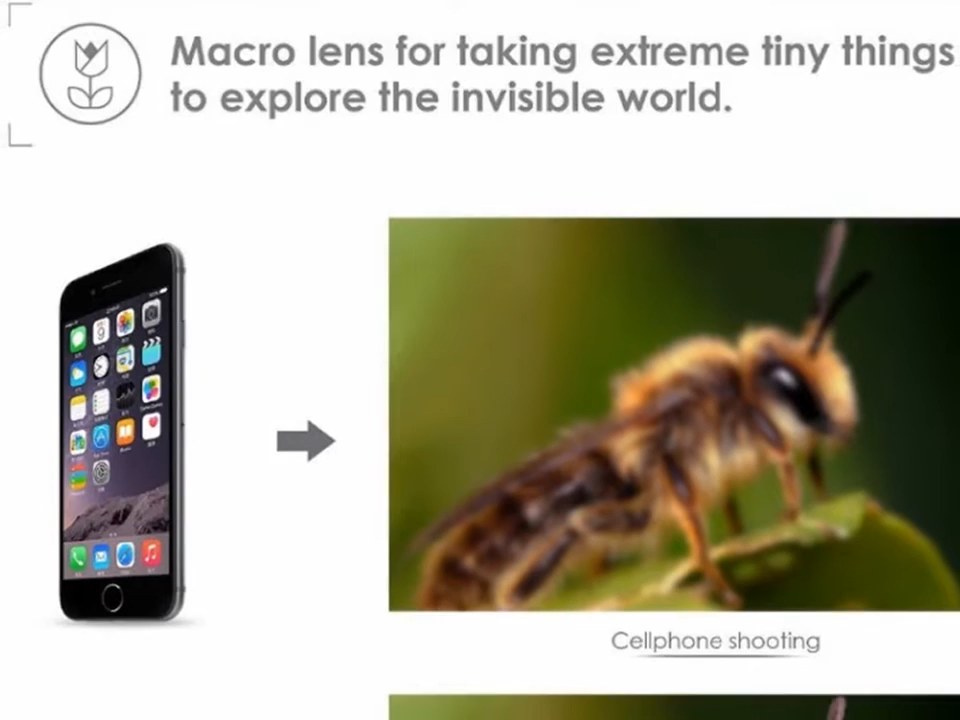 Macro lens for taking extreme tiny things
to explore the invisible world.
Cellphone shooting